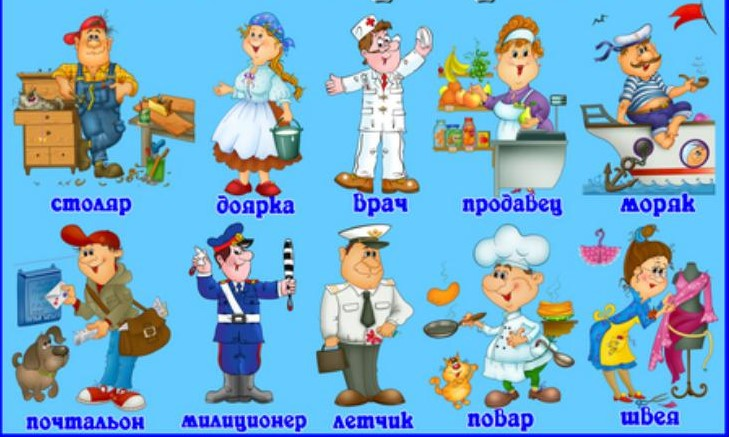 столяр доярка врач продавец моряк
почтальон милиционер летчик повар швея